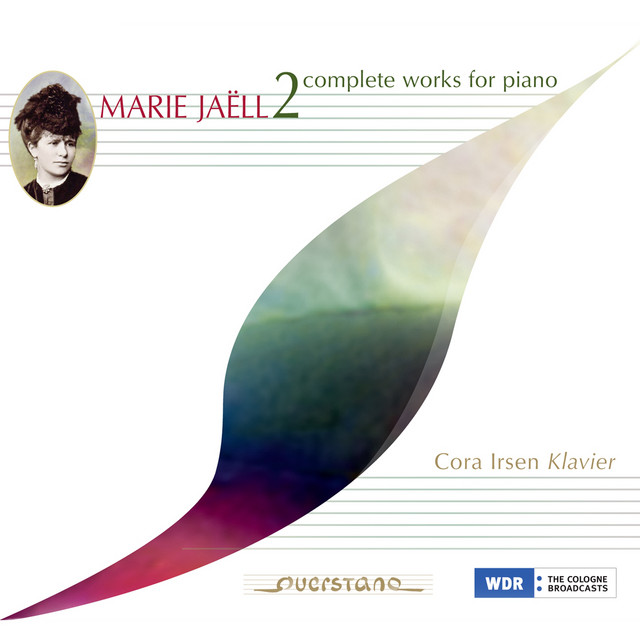 MARIE JAËLL 2 complete works for piano
Cora Irsen Klavier
Querstand
WDR: THE COLOGNE
BROADCASTS